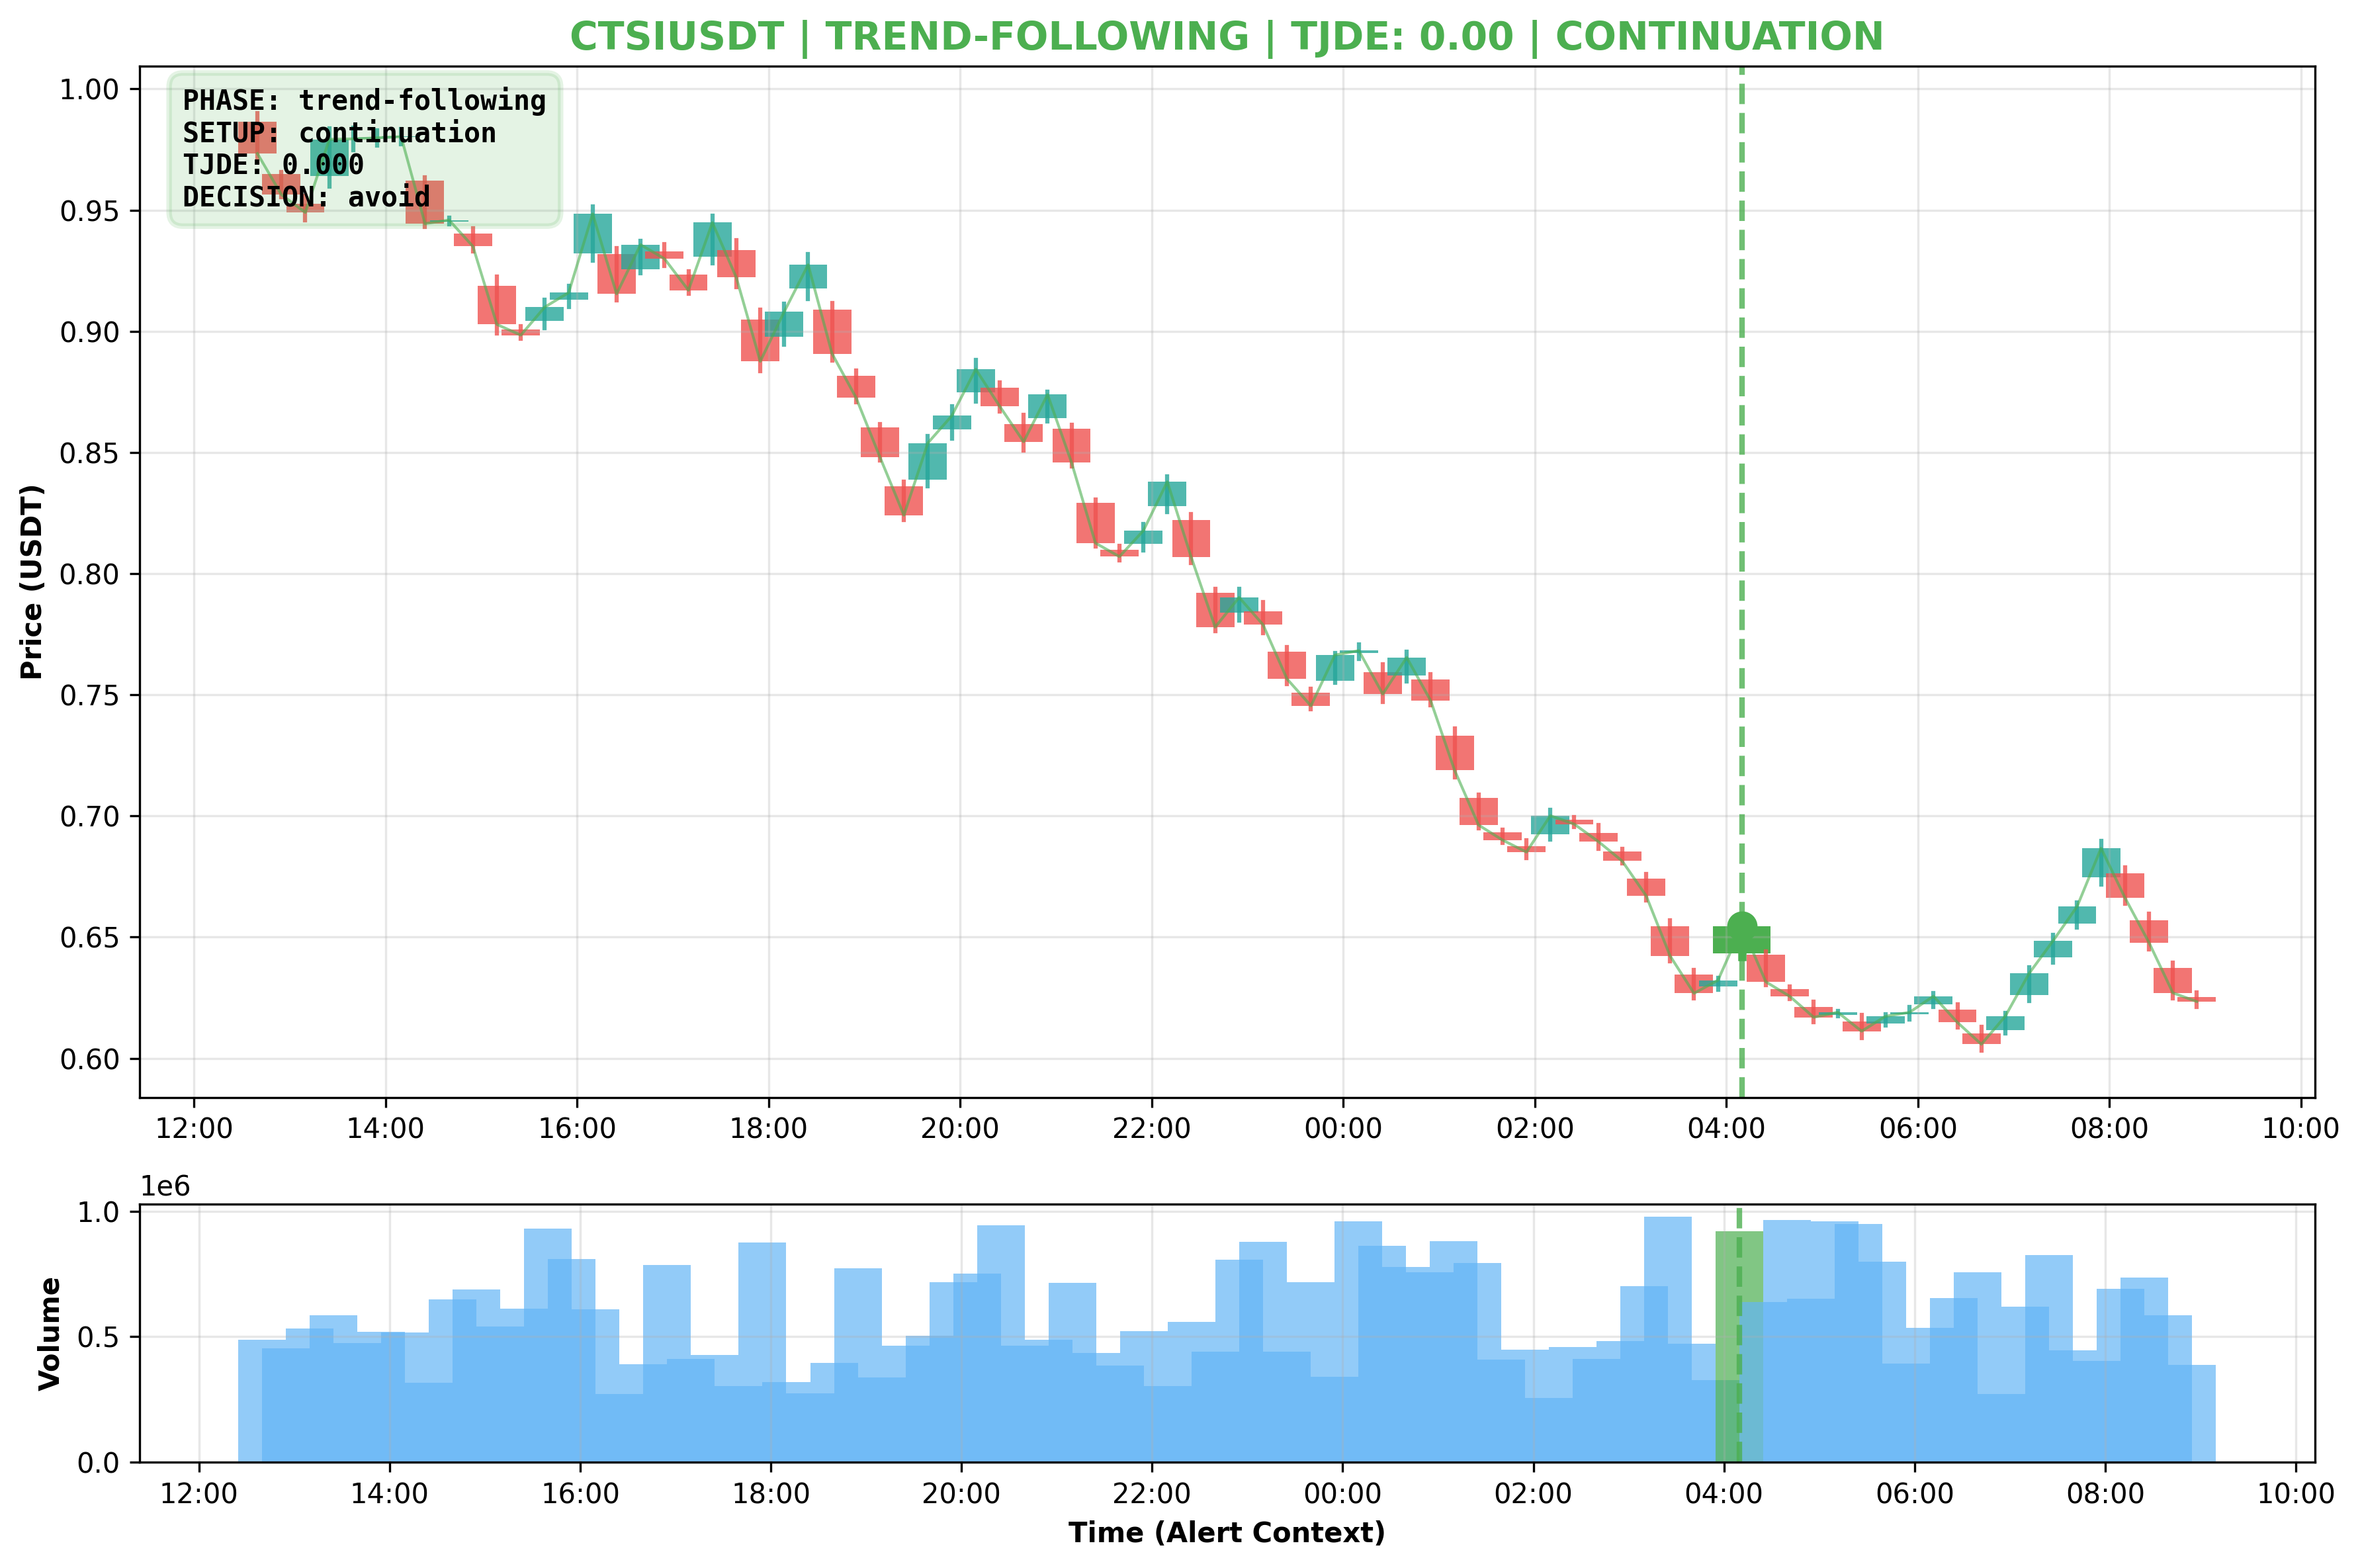 CTSIUSDT | TREND-FOLLOWING | TJDE: 0.00 | CONTINUATION
PHASE: trend-following
SETUP: continuation
TJDE: 0.000
DECISION: avoid
Price (USDT)
1.00
0.95
0.90
0.85
0.80
0.75
0.70
0.65
0.60
12:00 14:00 16:00 18:00 20:00 22:00 00:00 02:00 04:00 06:00 08:00 10:00
1e6
Volume
1.0
0.5
0.0
12:00 14:00 16:00 18:00 20:00 22:00 00:00 02:00 04:00 06:00 08:00 10:00
Time (Alert Context)